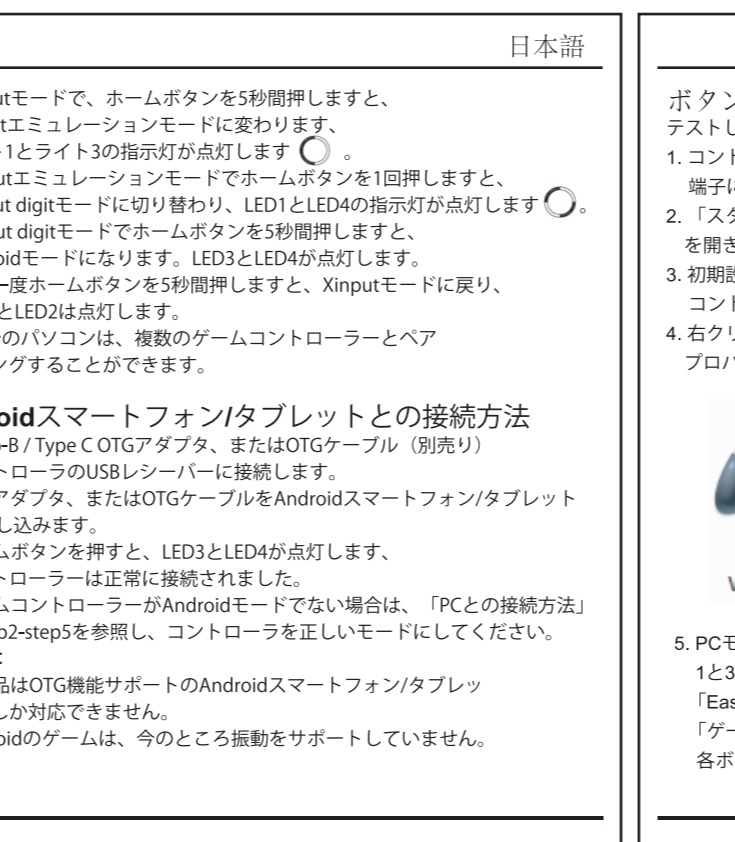 日本語
utモードで、ホームボタンを5秒間押しますと、
tエミュレーションモードに変わります、
1とライト3の指示灯が点灯します 。
utエミュレーションモードでホームボタンを1回押しますと、
ut digitモードに切り替わり、LED1とLED4の指示灯が点灯します 。
ut digitモードでホームボタンを5秒間押しますと、
oidモードになります。LED3とLED4が点灯します。
一度ホームボタンを5秒間押しますと、Xinputモードに戻り、
とLED2は点灯します。
のパソコンは、複数のゲームコントローラーとペア
ングすることができます。
oidスマートフォン/タブレットとの接続方法
-B / Type C OTGアダプタ、またはOTGケーブル（別売り）
トローラのUSBレシーバーに接続します。
アダプタ、またはOTGケーブルをAndroidスマートフォン/タブレット
し込みます。
ムボタンを押すと、LED3とLED4が点灯します、
トローラーは正常に接続されました。
ムコントローラーがAndroidモードでない場合は、「PCとの接続方法」
p2-step5を参照し、コントローラを正しいモードにしてください。
:
品はOTG機能サポートのAndroidスマートフォン/タブレッ
しか対応できません。
oidのゲームは、今のところ振動をサポートしていません。
ボタン
テストし
1. コント
端子に
2. 「スタ
を開き
3. 初期設
コント
4. 右クリ
プロパ
5. PCモ
1と3
「Eas
「ゲー
各ボ